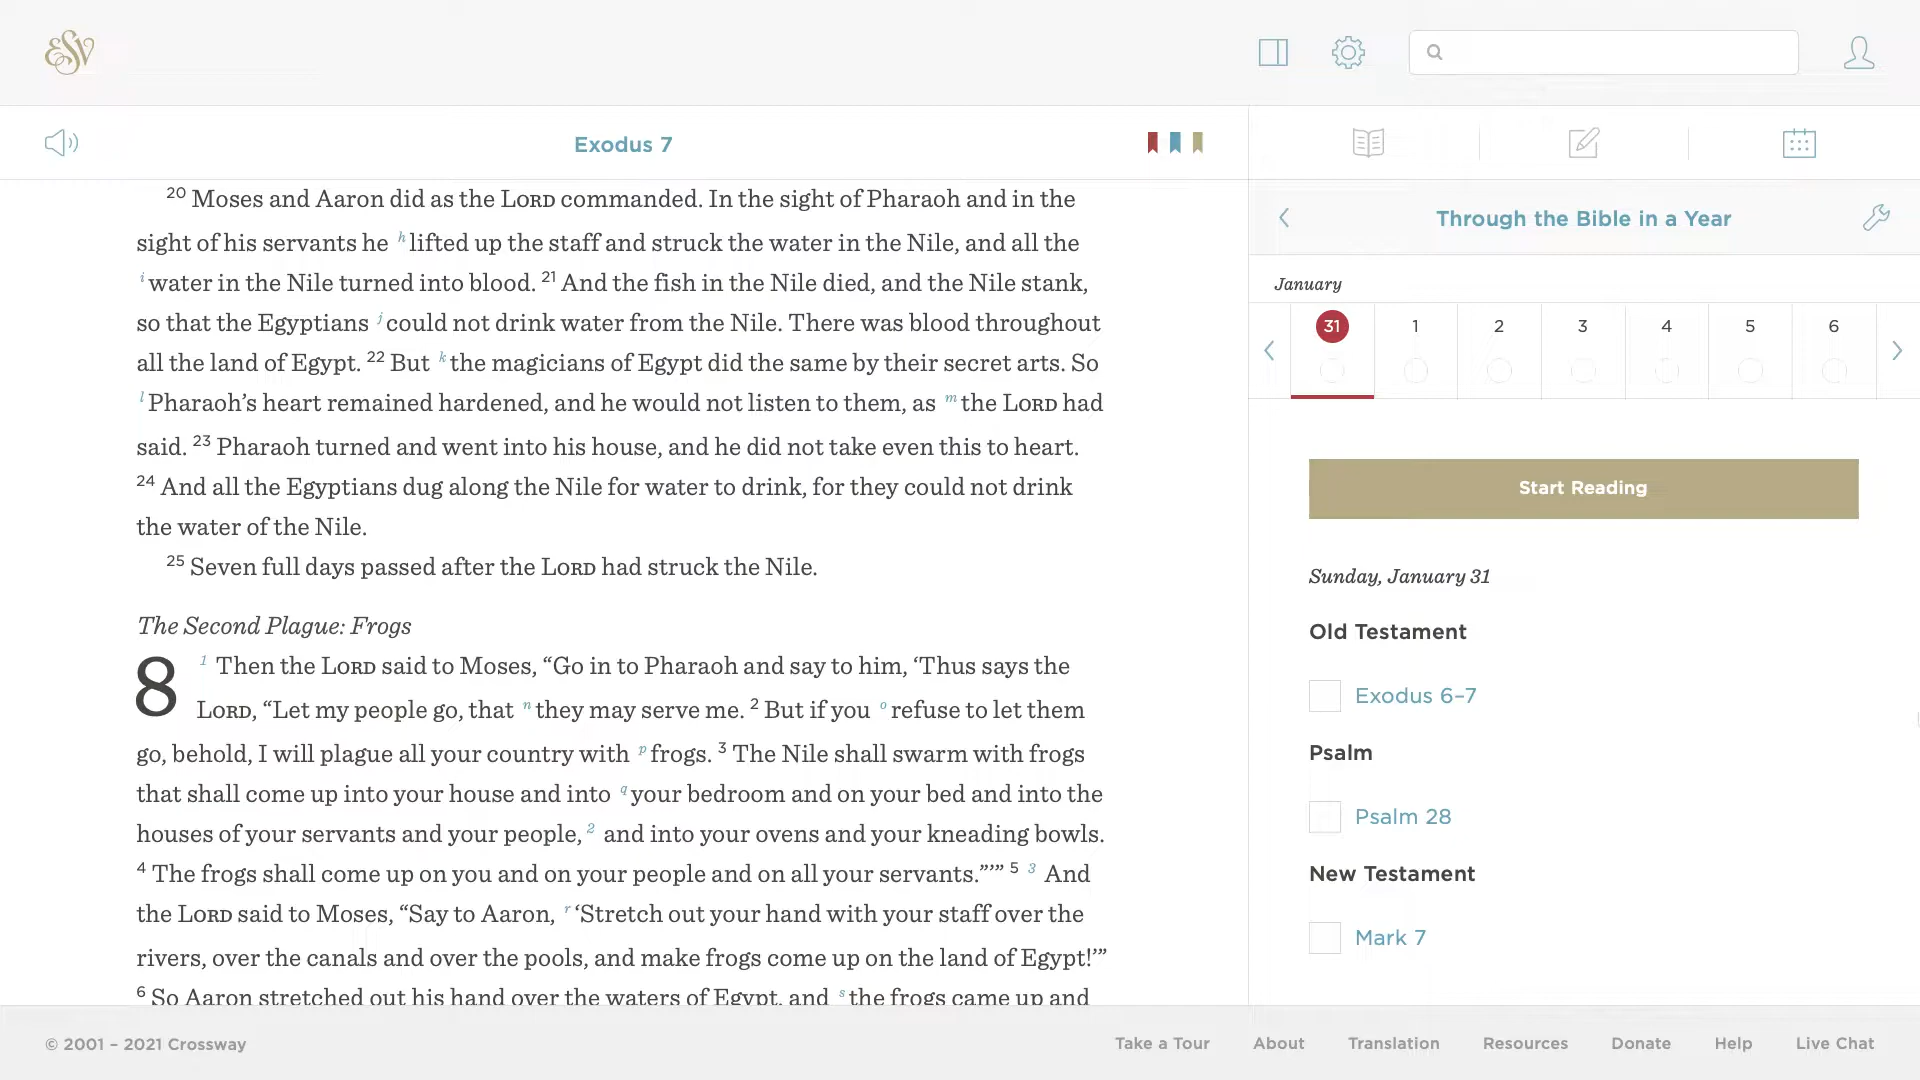 ESV
Exodus 7
20 Moses and Aaron did as the LORD commanded. In the sight of Pharaoh and in the
sight of his servants he h lifted up the staff and struck the water in the Nile, and all the
i water in the Nile turned into blood. 21 And the fish in the Nile died, and the Nile stank,
so that the Egyptians j could not drink water from the Nile. There was blood throughout
all the land of Egypt. 22 But k the magicians of Egypt did the same by their secret arts. So
l Pharaoh’s heart remained hardened, and he would not listen to them, as m the LORD had
said. 23 Pharaoh turned and went into his house, and he did not take even this to heart.
24 And all the Egyptians dug along the Nile for water to drink, for they could not drink
the water of the Nile.
25 Seven full days passed after the LORD had struck the Nile.
The Second Plague: Frogs
8 1 Then the LORD said to Moses, “Go in to Pharaoh and say to him, ‘Thus says the
LORD, “Let my people go, that n they may serve me. 2 But if you o refuse to let them
go, behold, I will plague all your country with p frogs. 3 The Nile shall swarm with frogs
that shall come up into your house and into q your bedroom and on your bed and into the
houses of your servants and your people, 2 and into your ovens and your kneading bowls.
4 The frogs shall come up on you and on your people and on all your servants.”’” 5 3 And
the LORD said to Moses, “Say to Aaron, r ‘Stretch out your hand with your staff over the
rivers, over the canals and over the pools, and make frogs come up on the land of Egypt!’”
6 So Aaron stretched out his hand over the waters of Egypt, and s the frogs came up and
Through the Bible in a Year
January
31 1 2 3 4 5 6
Start Reading
Sunday, January 31
Old Testament
Exodus 6–7
Psalm
Psalm 28
New Testament
Mark 7
© 2001 – 2021 Crossway
Take a Tour About Translation Resources Donate Help Live Chat